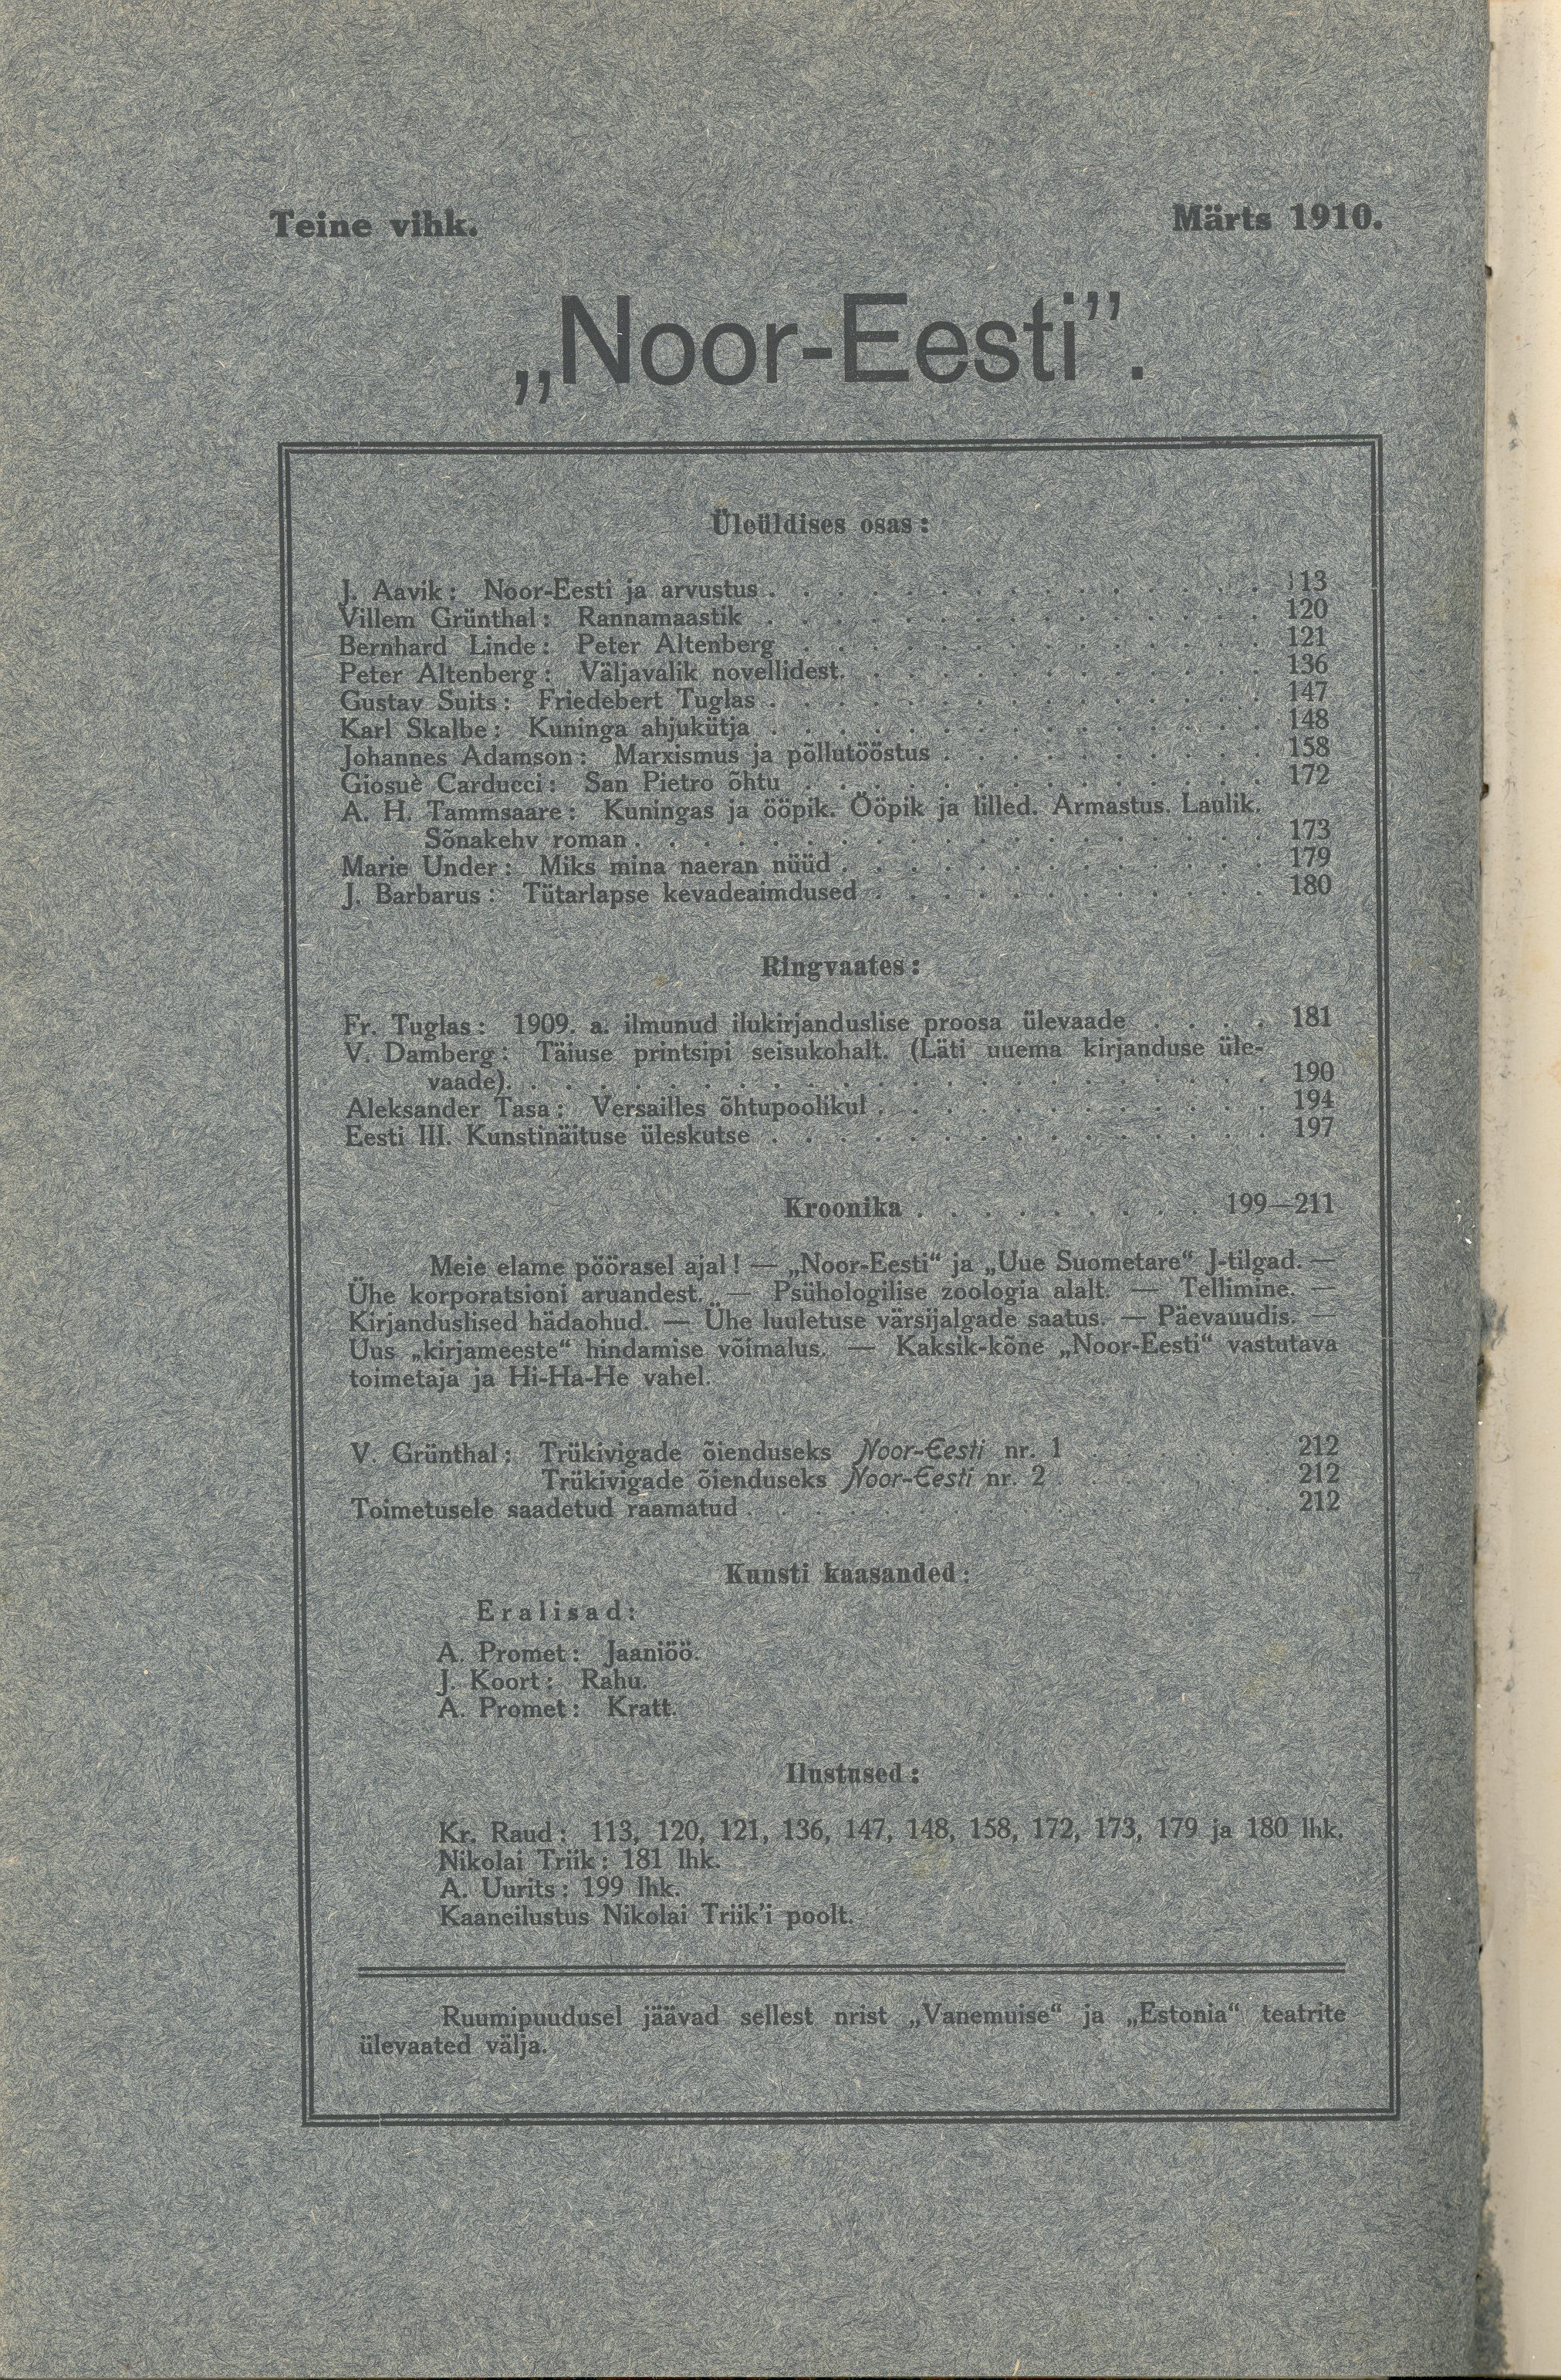 Teine vihk. Märts 1910.
„Noor-Eesti”.
Üleüldises osas:
J. Aavik: Noor-Eesti ja arvustus . . . . . . . . . . . . . . . 113
Villem Grünthal: Rannamaastik . . . . . . . . . . . . . . . 120
Bernhard Linde: Peter Altenberg . . . . . . . . . . . . . . 121
Peter Altenberg: Väljavalik novellidest. . . . . . . . . . . . . 136
Gustav Suits: Friedebert Tuglas . . . . . . . . . . . . . . . 147
Karl Skalbe: Kuninga ahjukütja . . . . . . . . . . . . . . . 148
Johannes Adamson: Marxismus ja põllutööstus . . . . . . . . . . 158
Giosuè Carducci: San Pietro õhtu . . . . . . . . . . . . . . 172
A. H. Tammsaare: Kuningas ja ööpik. Ööpik ja lilled. Armastus. Laulik.
Sõnakehv roman . . . . . . . . . . . . . . . . . . . 173
Marie Under: Miks mina naeran nüüd . . . . . . . . . . . . . 179
J. Barbarus: Tütarlapse kevadeaimdused . . . . . . . . . . . . 180
Ringvaates:
Fr. Tuglas: 1909. a. ilmunud ilukirjanduslise proosa ülevaade . . . . 181
V. Damberg: Täiuse printsipi seisukohalt. (Läti uuema kirjanduse üle-
vaade). . . . . . . . . . . . . . . . . . . . . . . 190
Aleksander Tasa: Versailles õhtupoolikul . . . . . . . . . . . . 194
Eesti III. Kunstinäituse üleskutse . . . . . . . . . . . . . . . 197
Kroonika . . . . . . . . . 199—211
Meie elame pöörasel ajal! — „Noor-Eesti“ ja „Uue Suometare“ J-tilgad. —
Ühe korporatsioni aruandest. — Psühologilise zoologia alalt. — Tellimine. —
Kirjanduslised hädaohud. — Ühe luuletuse värsijalgade saatus. — Päevauudis. —
Uus „kirjameeste“ hindamise võimalus. — Kaksik-kõne „Noor-Eesti“ vastutava
toimetaja ja Hi-Ha-He vahel.
V. Grünthal: Trükivigade õienduseks Noor-Eesti nr. 1 . . . . . 212
Trükivigade õienduseks Noor-Eesti nr. 2 . . . . . . 212
Toimetusele saadetud raamatud . . . . . . . . . . . . . . . . 212
Kunsti kaasanded:
Eralisad:
A. Promet: Jaaniöö.
J. Koort: Rahu.
A. Promet: Kratt.
Ilustused:
Kr. Raud: 113, 120, 121, 136, 147, 148, 158, 172, 173, 179 ja 180 lhk.
Nikolai Triik: 181 lhk.
A. Uurits: 199 lhk.
Kaaneilustus Nikolai Triik'i poolt.
Ruumipuudusel jäävad sellest nrist „Vanemuise“ ja „Estonia“ teatrite
ülevaated välja.